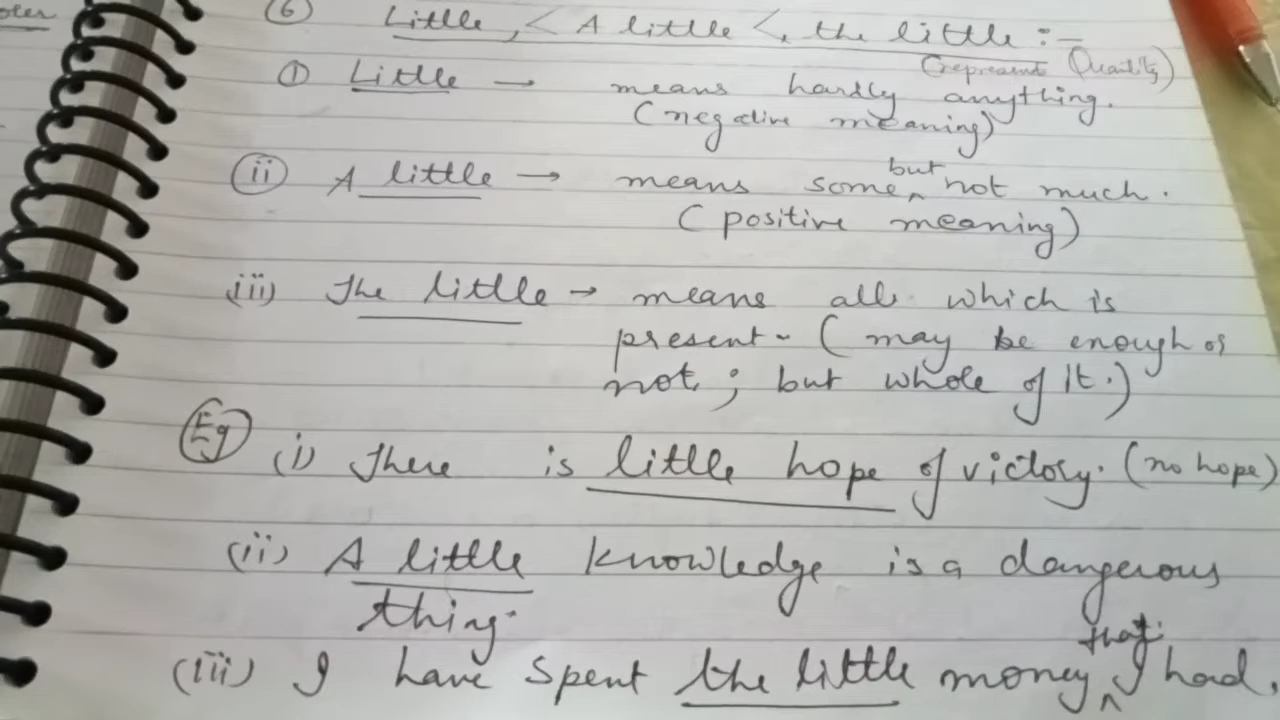 ⑥ Little, < A little <, the little :-
(represents Quantity)
① Little → means hardly anything.
(negative meaning)
ⓘⓘ A little → means some but not much.
(positive meaning)
(iii) The little → means all which is
present - (may be enough or
not ; but whole of it.)
Eg (i) There is little hope of victory. (no hope)
(ii) A little knowledge is a dangerous
thing.
(iii) I have spent the little money that I had.